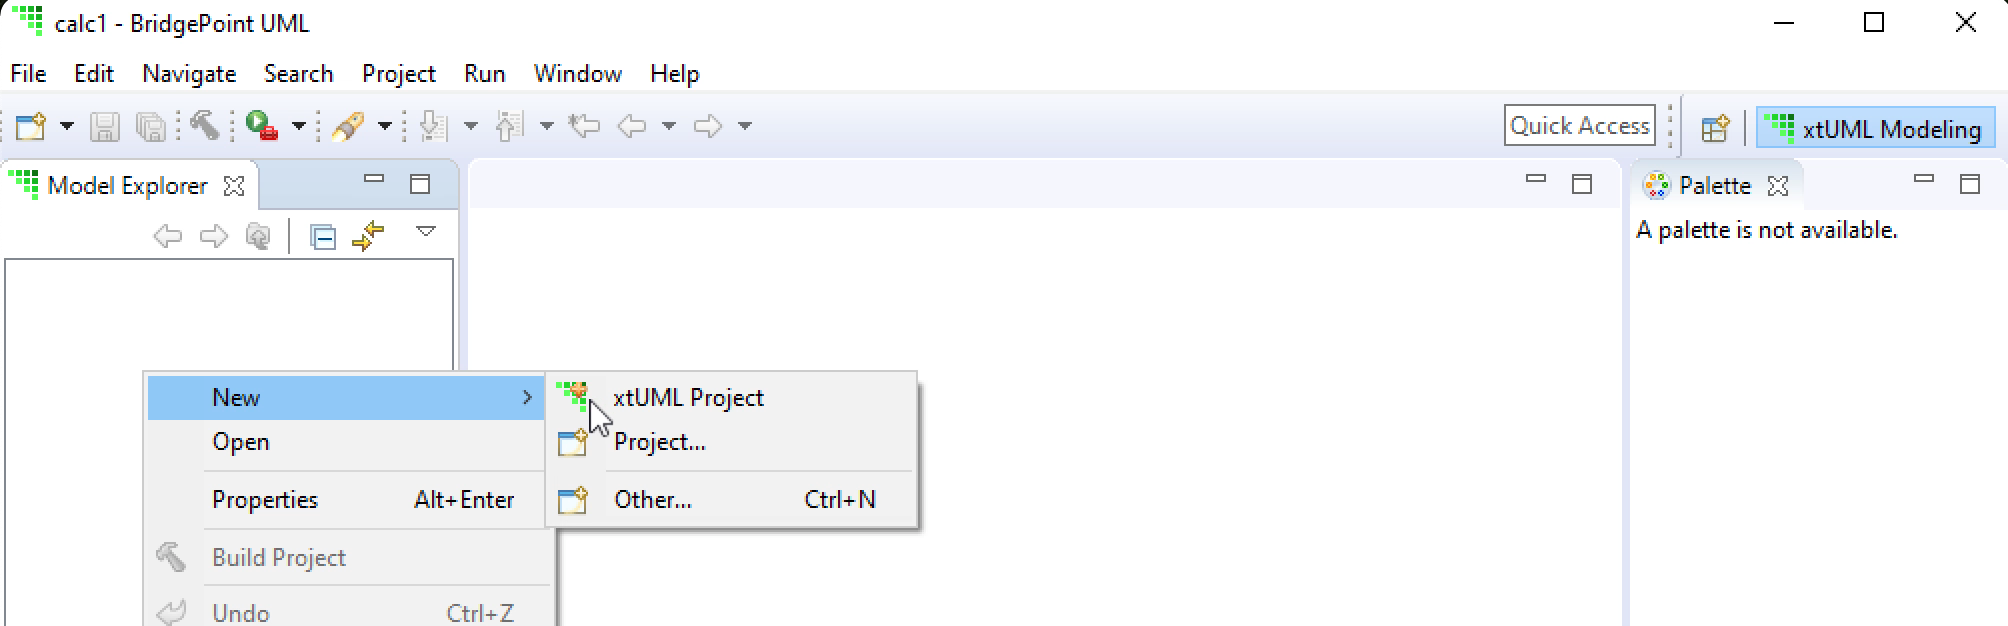 calc1 - BridgePoint UML
File Edit Navigate Search Project Run Window Help
Quick Access
xtUML Modeling
Model Explorer
Palette
A palette is not available.
New
xtUML Project
Open
Project...
Properties Alt+Enter
Other... Ctrl+N
Build Project
Undo Ctrl+Z